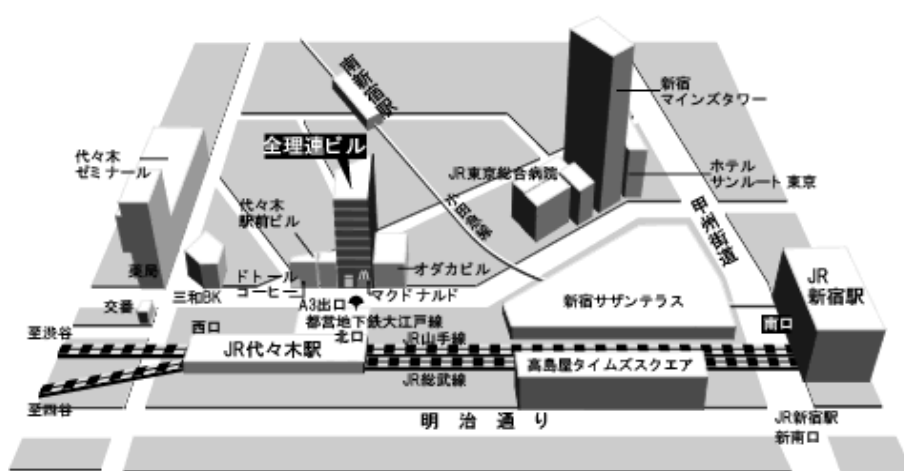 南新宿駅
新宿
マインズタワー
全理連ビル
代々木
ゼミナール
JR東京総合病院
ホテル
サンルート東京
代々木
駅前ビル
小田急線
甲州街道
薬局
ドトール
コーヒー
オダカビル
JR
新宿駅
三和BK
A3出口
マクドナルド
新宿サザンテラス
交番
都営地下鉄大江戸線
西口
北口
南口
至渋谷
JR山手線
JR代々木駅
高島屋タイムズスクエア
JR総武線
至四谷
明治通り
JR新宿駅
新南口